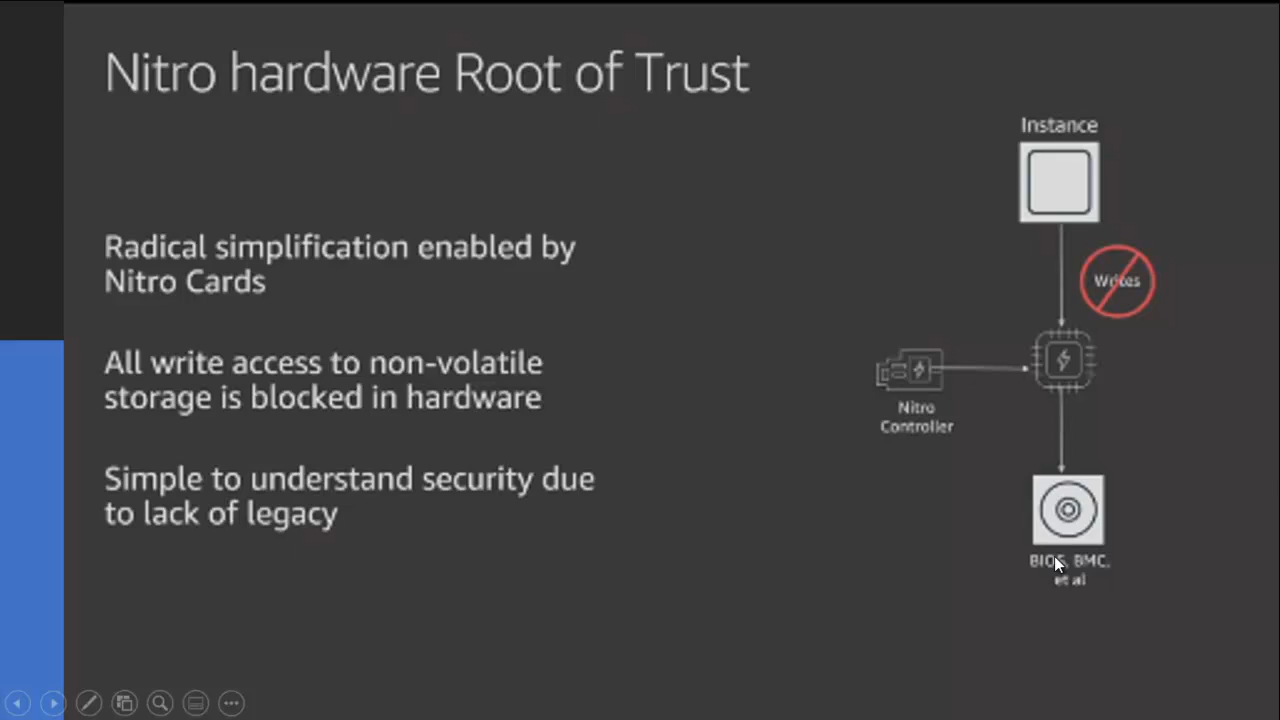 Nitro hardware Root of Trust
Instance
Radical simplification enabled by
Nitro Cards
Writes
All write access to non-volatile
storage is blocked in hardware
Nitro
Controller
Simple to understand security due
to lack of legacy
BIOS, BMC,
et al